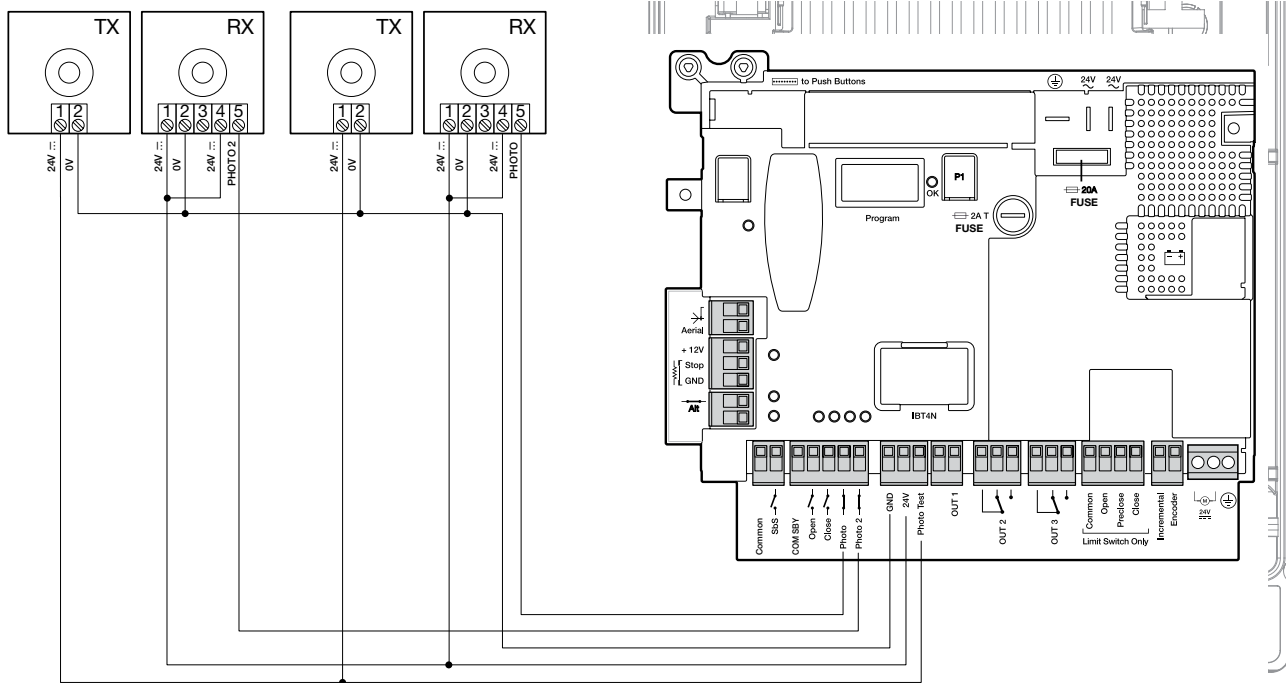 TX RX TX RX
1 2 1 2 3 4 5 1 2 1 2 3 4 5
24V 0V 24V 0V 24V PHOTO 2 24V 0V 24V 0V 24V PHOTO
to Push Buttons
24V 24V
P1
OK
Program
20A
FUSE
2A T
FUSE
- +
Aerial
+ 12V
Stop
GND
Alt
IBT4N
Common
SbS
COM SBY
Open
Close
Photo
Photo 2
GND
24V
Photo Test
OUT 1
OUT 2
OUT 3
Common
Open
Preclose
Close
Limit Switch Only
Incremental
Encoder
M
24V